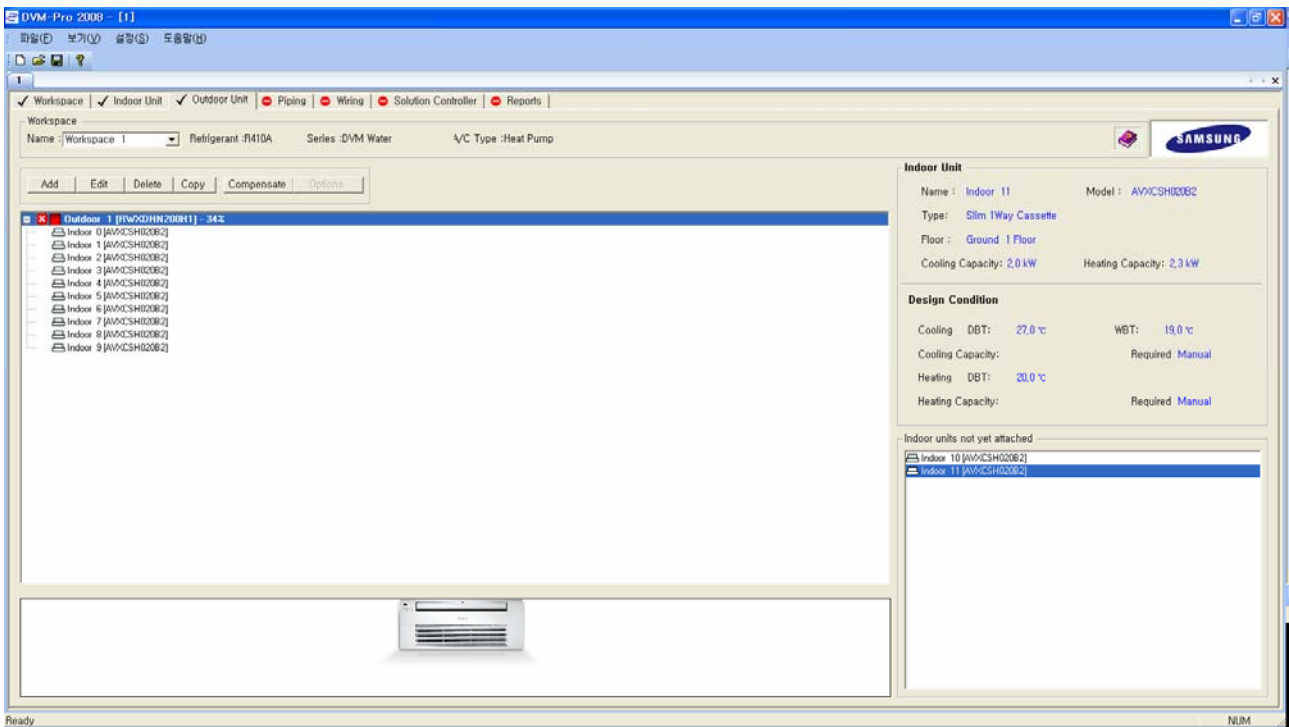 DVM-Pro 2008 - [1]
파일(F) 보기(V) 설정(S) 도움말(H)
1
Workspace Indoor Unit Outdoor Unit Piping Wiring Solution Controller Reports
Workspace
Name : Workspace 1 Refrigerant :R410A Series :DVM Water A/C Type :Heat Pump
SAMSUNG
Add Edit Delete Copy Compensate Options
Outdoor 1 [RWXDHN200H1] - 34%
Indoor 0 [AVXCSH020B2]
Indoor 1 [AVXCSH020B2]
Indoor 2 [AVXCSH020B2]
Indoor 3 [AVXCSH020B2]
Indoor 4 [AVXCSH020B2]
Indoor 5 [AVXCSH020B2]
Indoor 6 [AVXCSH020B2]
Indoor 7 [AVXCSH020B2]
Indoor 8 [AVXCSH020B2]
Indoor 9 [AVXCSH020B2]
Indoor Unit
Name : Indoor 11 Model : AVXCSH020B2
Type: Slim 1Way Cassette
Floor : Ground 1 Floor
Cooling Capacity: 2,0 kW Heating Capacity: 2,3 kW
Design Condition
Cooling DBT: 27,0 ℃ WBT: 19,0 ℃
Cooling Capacity: Required Manual
Heating DBT: 20,0 ℃
Heating Capacity: Required Manual
Indoor units not yet attached
Indoor 10 [AVXCSH020B2]
Indoor 11 [AVXCSH020B2]
Ready NUM